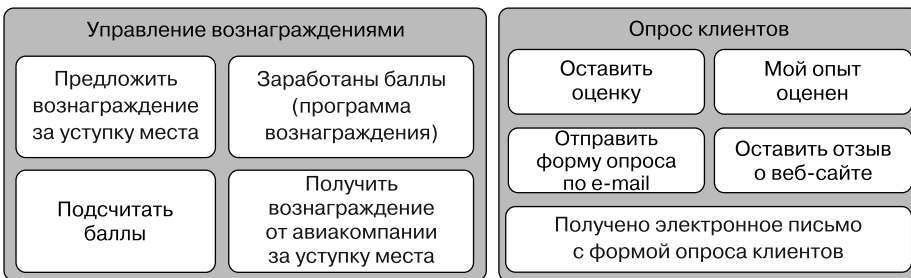 Управление вознаграждениями
Предложить
вознаграждение
за уступку места
Заработаны баллы
(программа
вознаграждения)
Подсчитать
баллы
Получить
вознаграждение
от авиакомпании
за уступку места
Опрос клиентов
Оставить
оценку
Мой опыт
оценен
Отправить
форму опроса
по e-mail
Оставить отзыв
о веб-сайте
Получено электронное письмо
с формой опроса клиентов